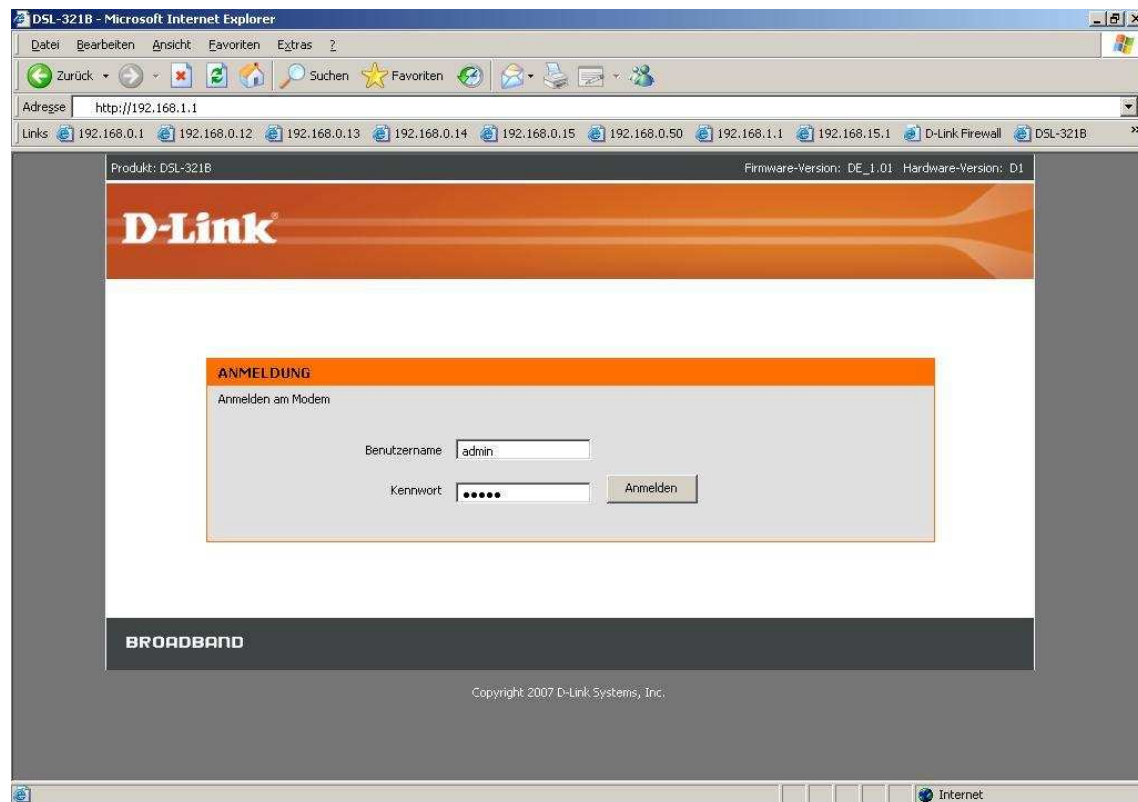 DSL-321B - Microsoft Internet Explorer
Datei Bearbeiten Ansicht Favoriten Extras ?
Zurück Suchen Favoriten
Adresse http://192.168.1.1
Links 192.168.0.1 192.168.0.12 192.168.0.13 192.168.0.14 192.168.0.15 192.168.0.50 192.168.1.1 192.168.15.1 D-Link Firewall DSL-321B »
Produkt: DSL-321B Firmware-Version: DE_1.01 Hardware-Version: D1
D-Link®
ANMELDUNG
Anmelden am Modem
Benutzername admin
Kennwort •••••  Anmelden
BROADBAND
Copyright 2007 D-Link Systems, Inc.
Internet